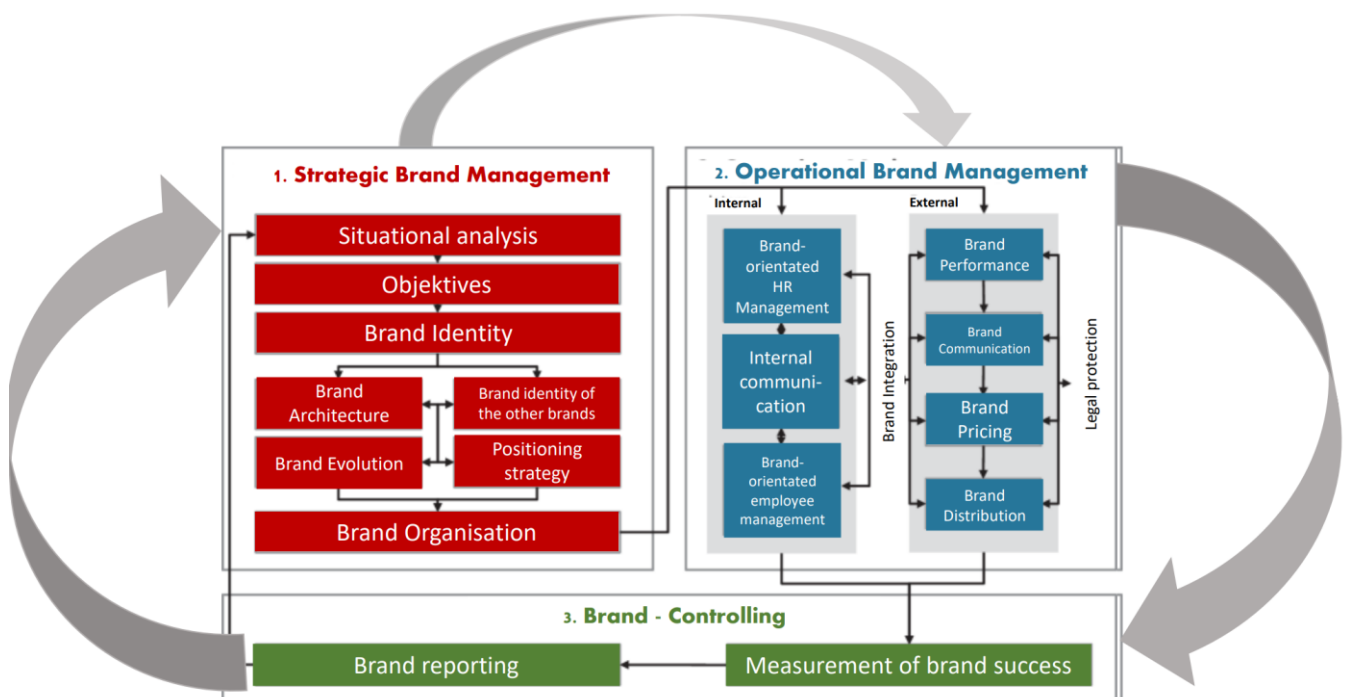 1. Strategic Brand Management
Situational analysis
Objektives
Brand Identity
Brand
Architecture
Brand identity of
the other brands
Brand Evolution
Positioning
strategy
Brand Organisation
2. Operational Brand Management
Internal
Brand-
orientated
HR
Management
Internal
communi-
cation
Brand-
orientated
employee
management
External
Brand Integration
Brand
Performance
Brand
Communication
Brand
Pricing
Brand
Distribution
Legal protection
3. Brand - Controlling
Brand reporting
Measurement of brand success